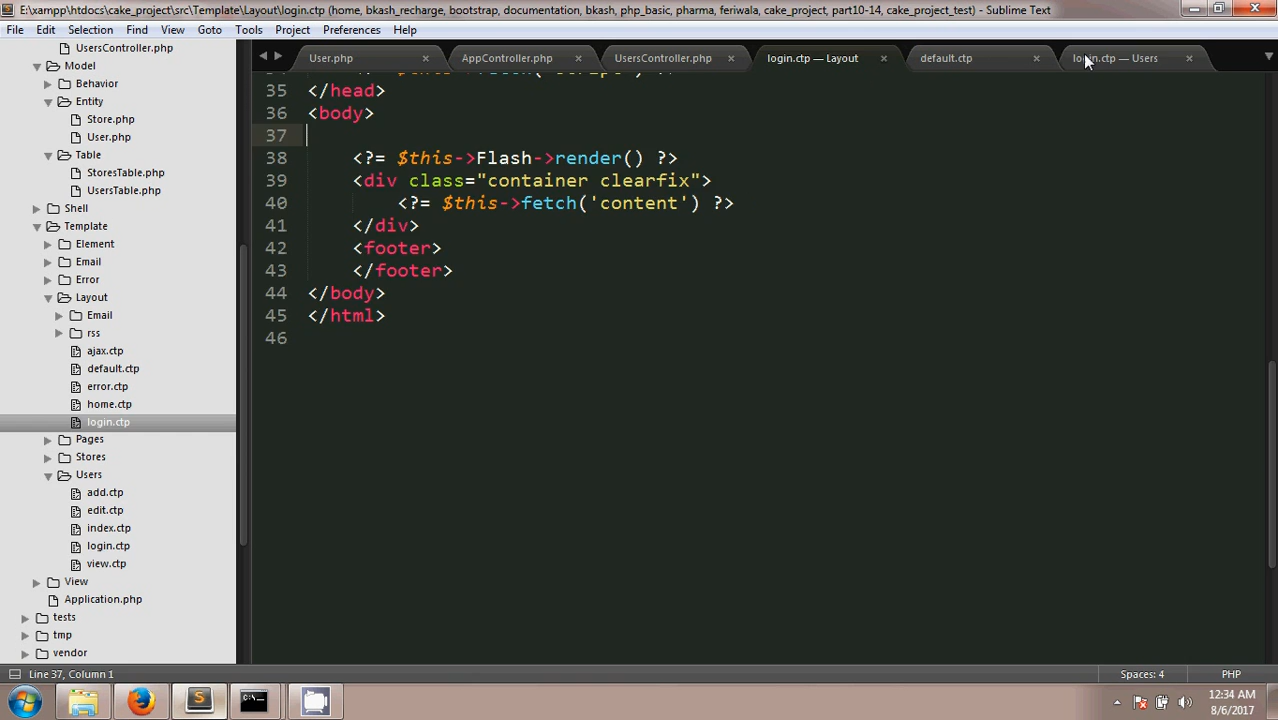 E:\xampp\htdocs\cake_project\src\Template\Layout\login.ctp (home, bkash_recharge, bootstrap, documentation, bkash, php_basic, pharma, feriwala, cake_project, part10-14, cake_project_test) - Sublime Text
File Edit Selection Find View Goto Tools Project Preferences Help
User.php AppController.php UsersController.php login.ctp — Layout default.ctp login.ctp — Users
UsersController.php
Model
Behavior
Entity
Store.php
User.php
Table
StoresTable.php
UsersTable.php
Shell
Template
Element
Email
Error
Layout
Email
rss
ajax.ctp
default.ctp
error.ctp
home.ctp
login.ctp
Pages
Stores
Users
add.ctp
edit.ctp
index.ctp
login.ctp
view.ctp
View
Application.php
tests
tmp
vendor
35 </head>
36 <body>
37
38 <?= $this->Flash->render() ?>
39 <div class="container clearfix">
40 <?= $this->fetch('content') ?>
41 </div>
42 <footer>
43 </footer>
44 </body>
45 </html>
46
Line 37, Column 1 Spaces: 4 PHP
12:34 AM
8/6/2017